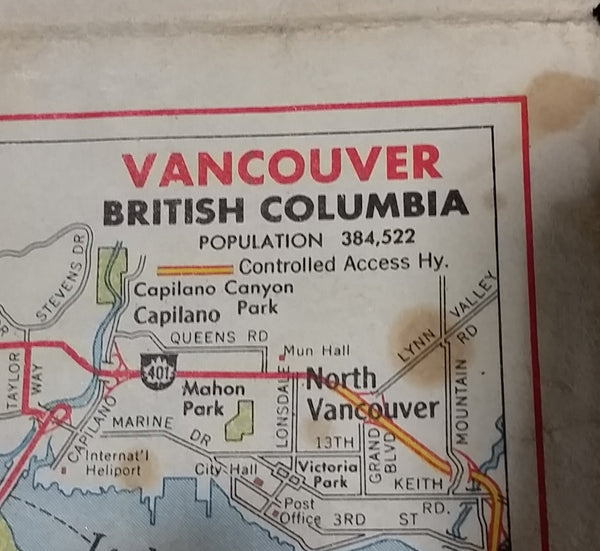 VANCOUVER
BRITISH COLUMBIA
POPULATION 384,522
Controlled Access Hy.
STEVENS DR
Capilano Canyon
Park
Capilano
LYNN VALLEY
RD
QUEENS RD
Mun Hall
TAYLOR
WAY
401
North
Vancouver
Mahon
Park
LONSDALE
MOUNTAIN
CAPILANO
MARINE DR
13TH
GRAND
BLVD
Internat'l
Heliport
City Hall
Victoria
Park
KEITH
RD.
Post
Office
3RD ST